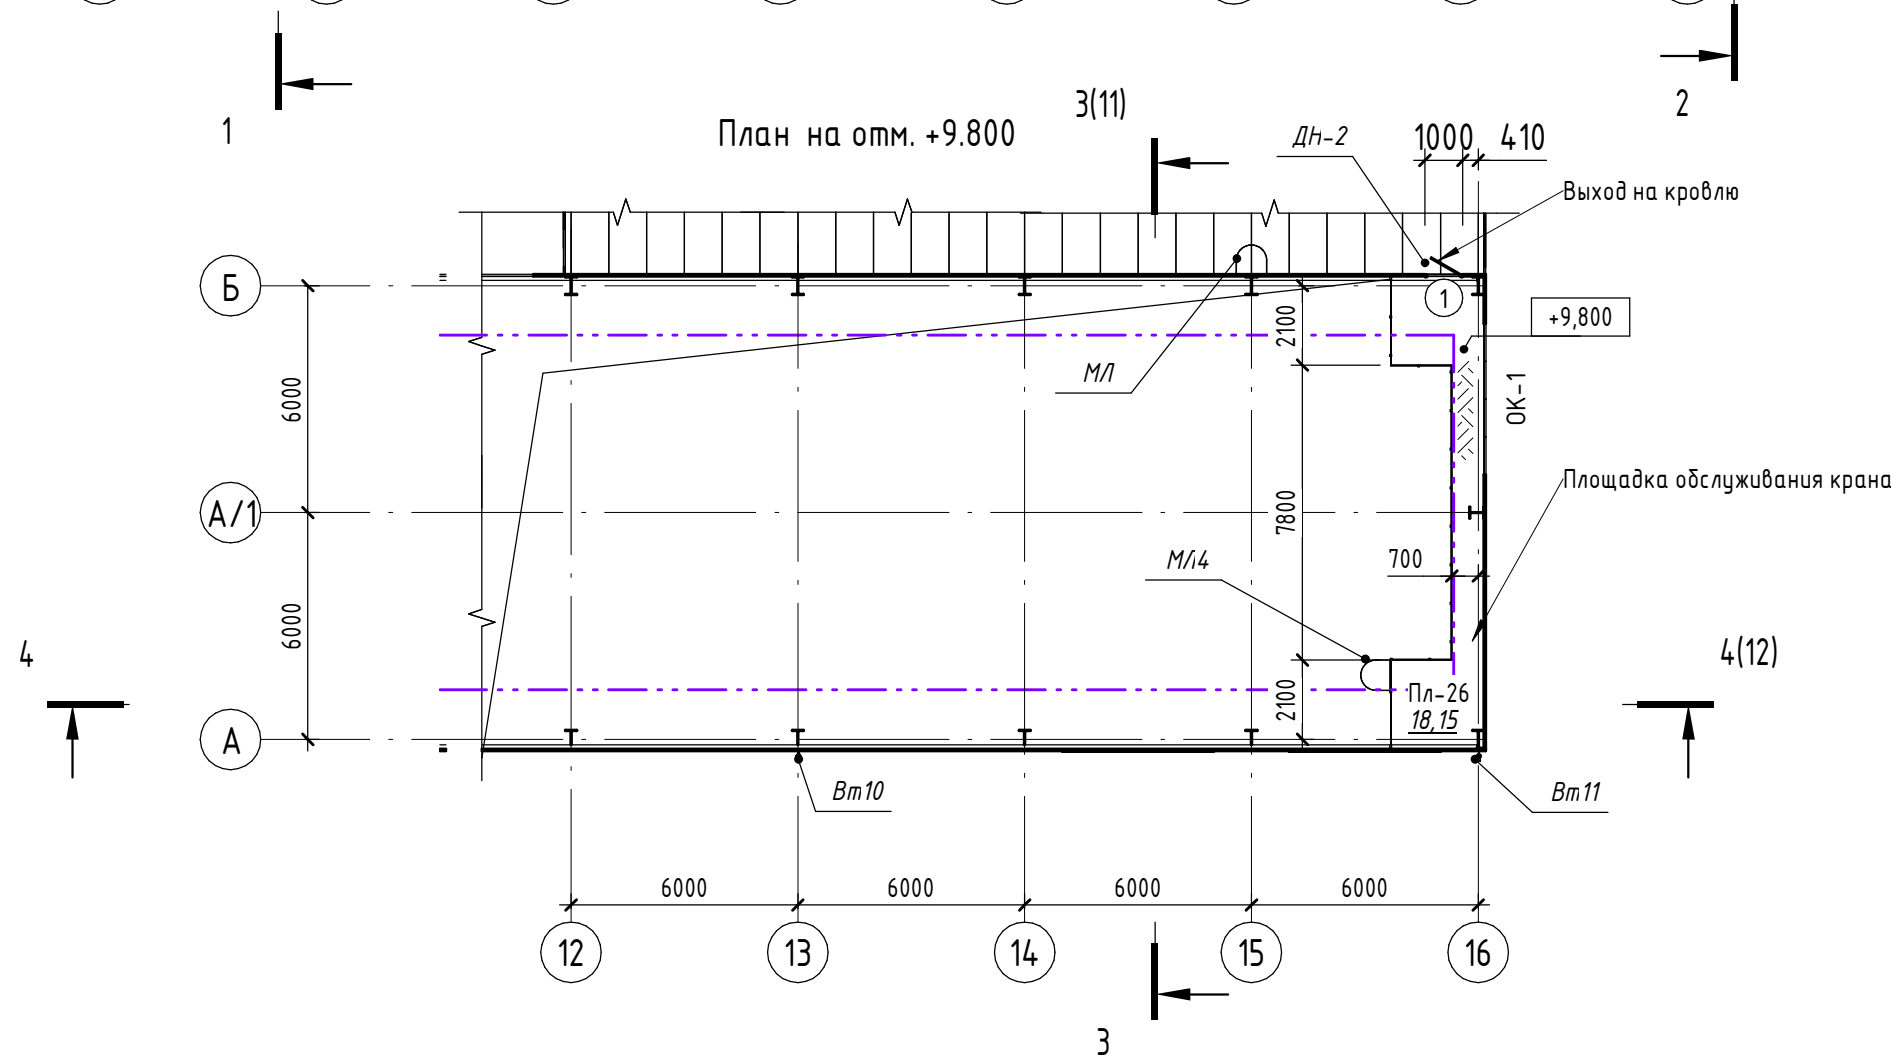 3(11)
1
2
План на отм. +9.800
ДН-2
1000
410
Выход на кровлю
Б
1
+9,800
2100
МЛ
6000
ОК-1
Площадка обслуживания крана
А/1
7800
МЛ4
700
6000
4
4(12)
2100
Пл-26
18,15
А
Вт10
Вт11
6000
6000
6000
6000
12
13
14
15
16
3